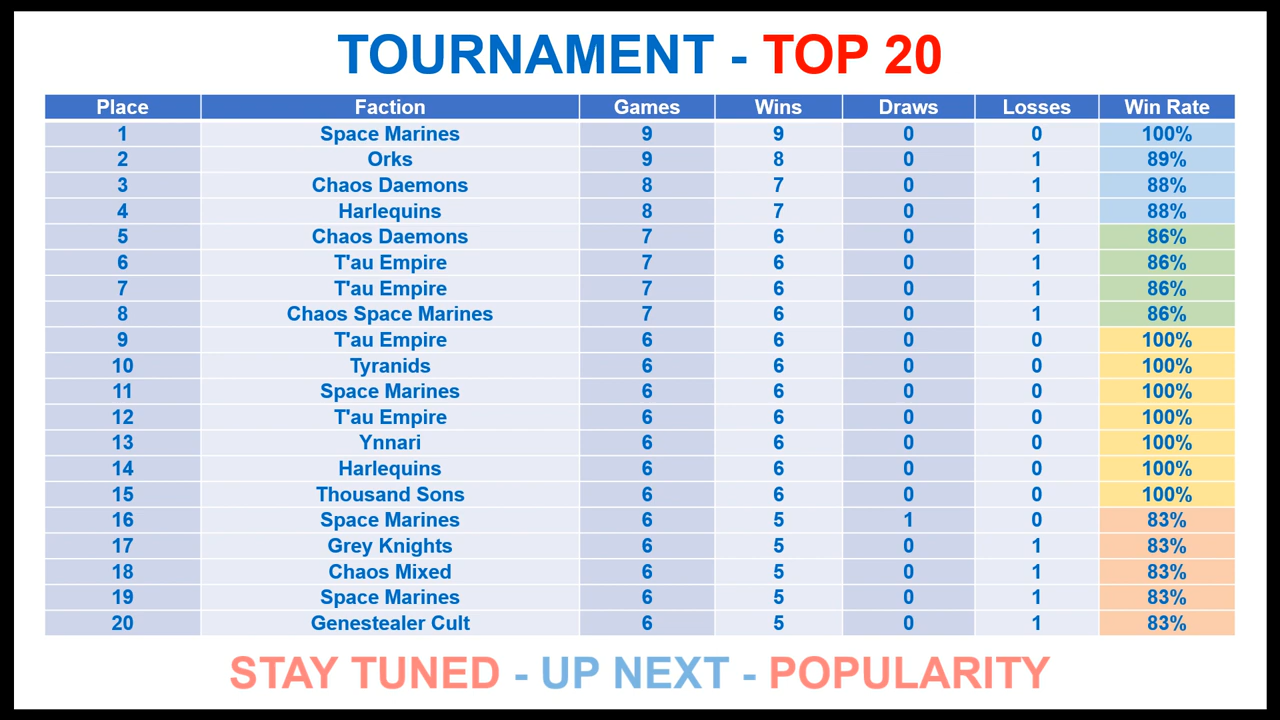 TOURNAMENT - TOP 20
Place Faction Games Wins Draws Losses Win Rate
1 Space Marines 9 9 0 0 100%
2 Orks 9 8 0 1 89%
3 Chaos Daemons 8 7 0 1 88%
4 Harlequins 8 7 0 1 88%
5 Chaos Daemons 7 6 0 1 86%
6 T'au Empire 7 6 0 1 86%
7 T'au Empire 7 6 0 1 86%
8 Chaos Space Marines 7 6 0 1 86%
9 T'au Empire 6 6 0 0 100%
10 Tyranids 6 6 0 0 100%
11 Space Marines 6 6 0 0 100%
12 T'au Empire 6 6 0 0 100%
13 Ynnari 6 6 0 0 100%
14 Harlequins 6 6 0 0 100%
15 Thousand Sons 6 6 0 0 100%
16 Space Marines 6 5 1 0 83%
17 Grey Knights 6 5 0 1 83%
18 Chaos Mixed 6 5 0 1 83%
19 Space Marines 6 5 0 1 83%
20 Genestealer Cult 6 5 0 1 83%
STAY TUNED - UP NEXT - POPULARITY